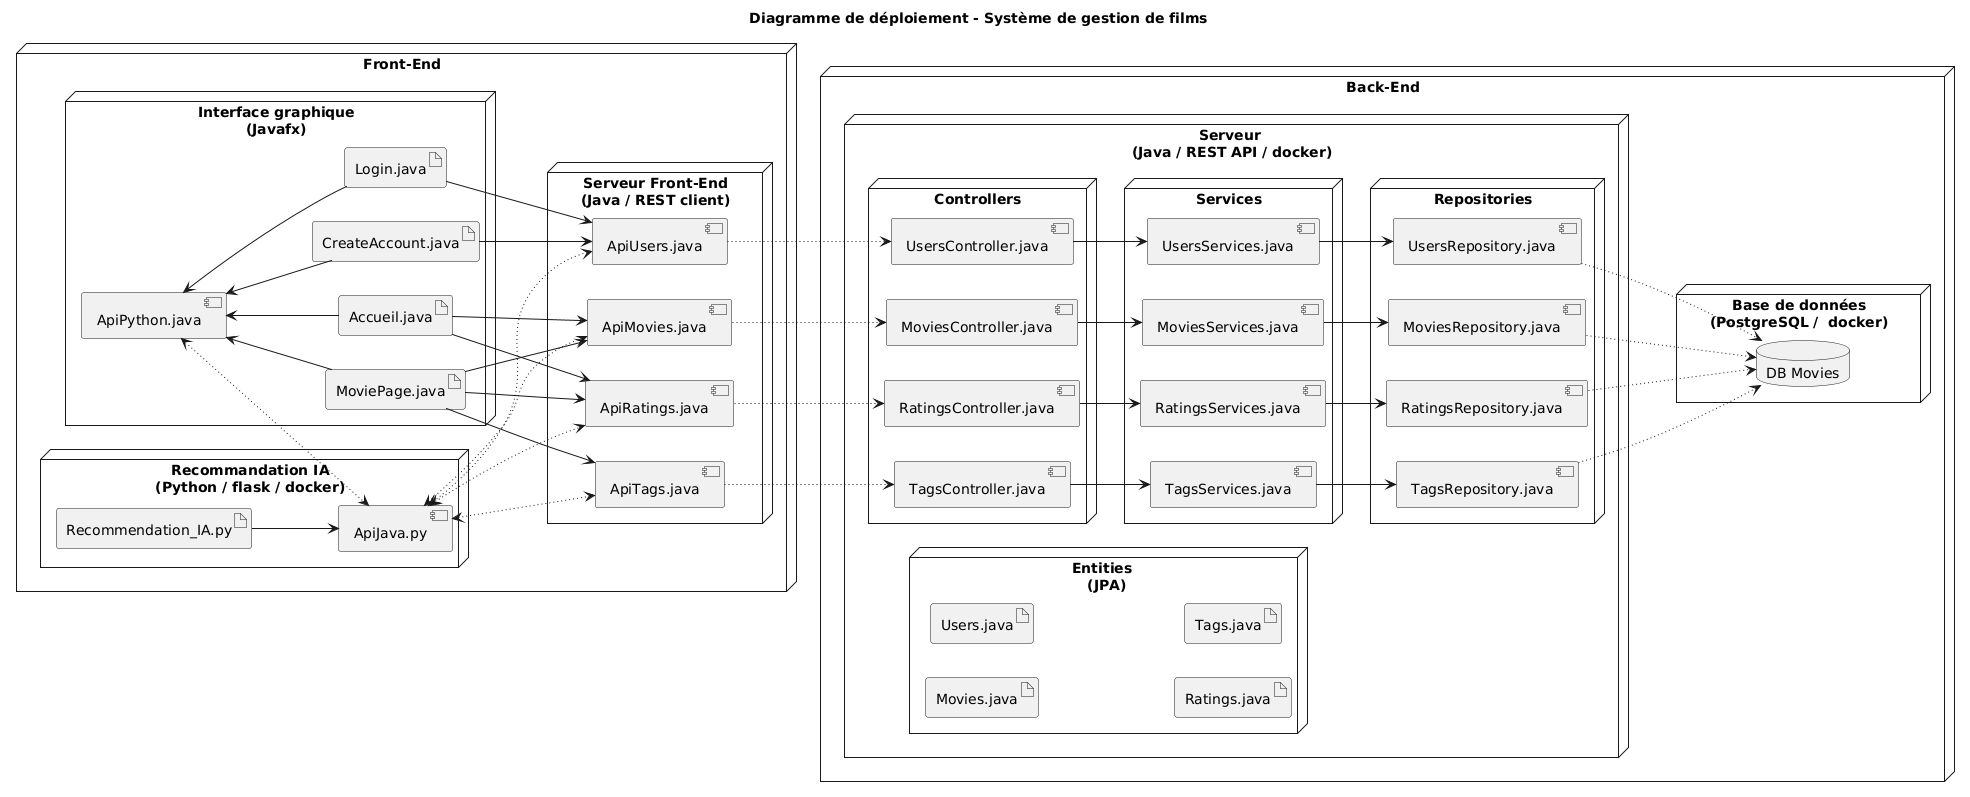 Diagramme de déploiement - Système de gestion de films
Front-End
Interface graphique
(Javafx)
Login.java
CreateAccount.java
ApiPython.java
Accueil.java
MoviePage.java
Recommandation IA
(Python / flask / docker)
Recommendation_IA.py
ApiJava.py
Serveur Front-End
(Java / REST client)
ApiUsers.java
ApiMovies.java
ApiRatings.java
ApiTags.java
Back-End
Serveur
(Java / REST API / docker)
Controllers
UsersController.java
MoviesController.java
RatingsController.java
TagsController.java
Services
UsersServices.java
MoviesServices.java
RatingsServices.java
TagsServices.java
Repositories
UsersRepository.java
MoviesRepository.java
RatingsRepository.java
TagsRepository.java
Entities
(JPA)
Users.java
Tags.java
Movies.java
Ratings.java
Base de données
(PostgreSQL /  docker)
DB Movies